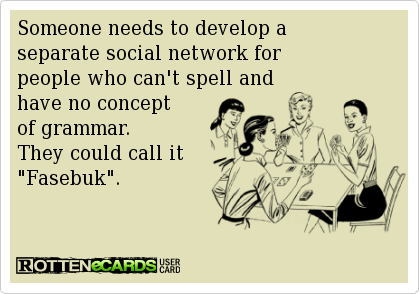 Someone needs to develop a
separate social network for
people who can't spell and
have no concept
of grammar.
They could call it
"Fasebuk".
ROTTENeCARDS USER
CARD